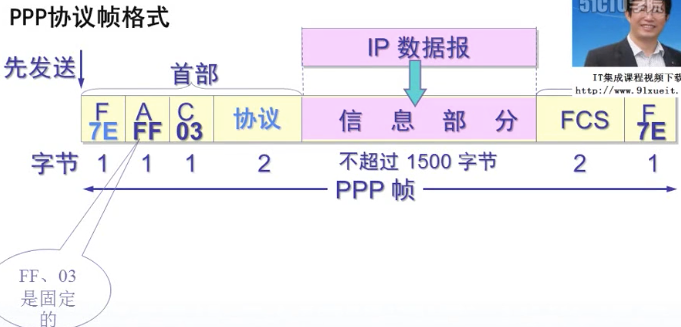 PPP协议帧格式
51CTO学院
IT集成课程视频下载
http://www.91xueit.
先发送
首部
IP 数据报
F A C 协议 信息部分 FCS F
7E FF 03 7E
字节 1 1 1 2 不超过 1500 字节 2 1
PPP 帧
FF、03
是固定
的